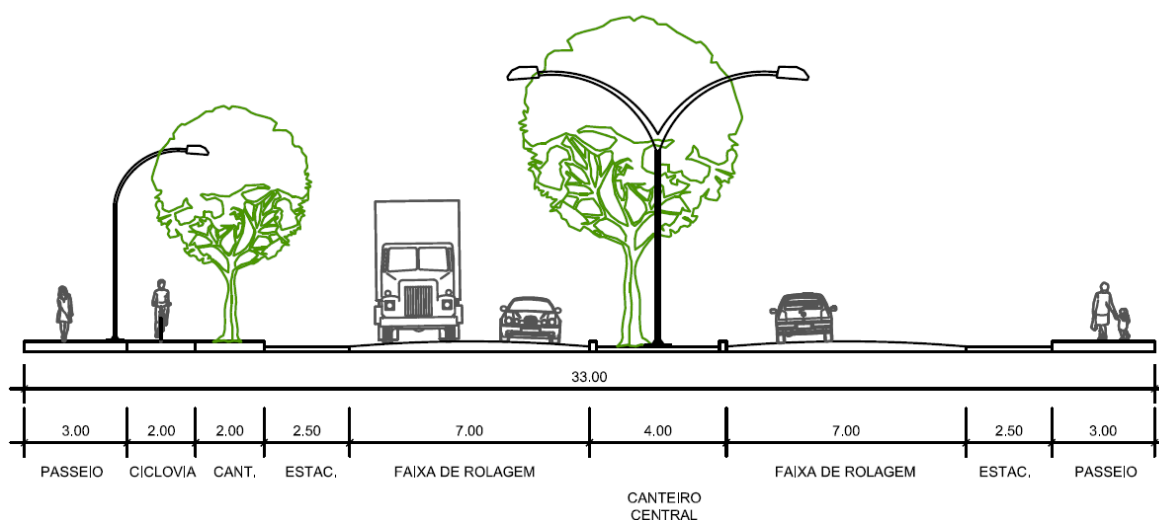 33.00
3.00 2.00 2.00 2.50 7.00 4.00 7.00 2.50 3.00
PASSEIO CICLOVIA CANT. ESTAC. FAIXA DE ROLAGEM FAIXA DE ROLAGEM ESTAC. PASSEIO
CANTEIRO
CENTRAL